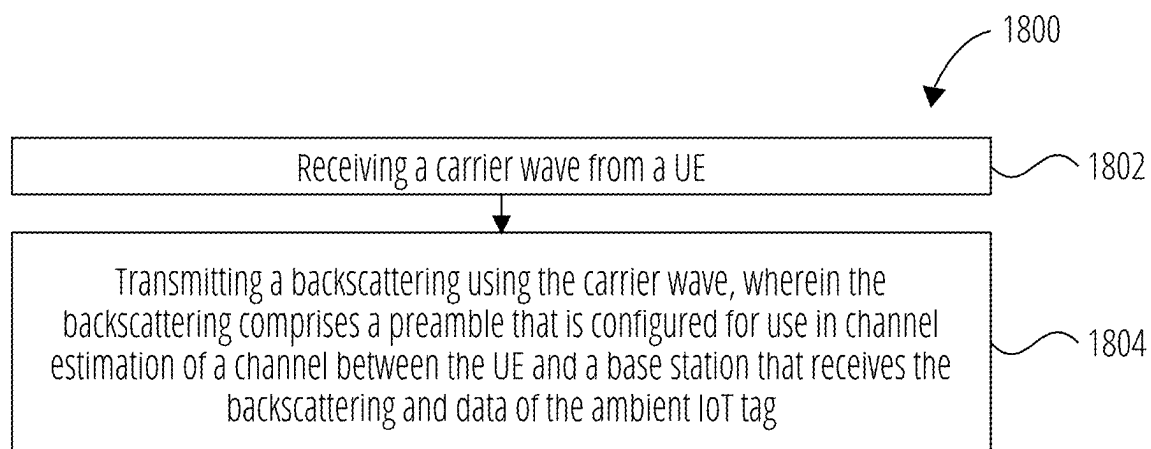 1800
Receiving a carrier wave from a UE
1802
Transmitting a backscattering using the carrier wave, wherein the
backscattering comprises a preamble that is configured for use in channel
estimation of a channel between the UE and a base station that receives the
backscattering and data of the ambient IoT tag
1804